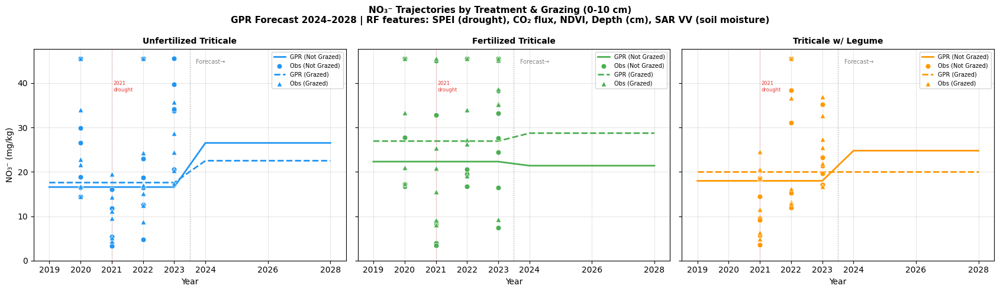 NO₃⁻ Trajectories by Treatment & Grazing (0-10 cm)
GPR Forecast 2024–2028 | RF features: SPEI (drought), CO₂ flux, NDVI, Depth (cm), SAR VV (soil moisture)
Unfertilized Triticale
NO₃⁻ (mg/kg)
40
30
20
10
0
2021
drought
Forecast→
GPR (Not Grazed)
Obs (Not Grazed)
GPR (Grazed)
Obs (Grazed)
2019 2020 2021 2022 2023 2024 2026 2028
Year
Fertilized Triticale
2021
drought
Forecast→
GPR (Not Grazed)
Obs (Not Grazed)
GPR (Grazed)
Obs (Grazed)
2019 2020 2021 2022 2023 2024 2026 2028
Year
Triticale w/ Legume
2021
drought
Forecast→
GPR (Not Grazed)
Obs (Not Grazed)
GPR (Grazed)
Obs (Grazed)
2019 2020 2021 2022 2023 2024 2026 2028
Year